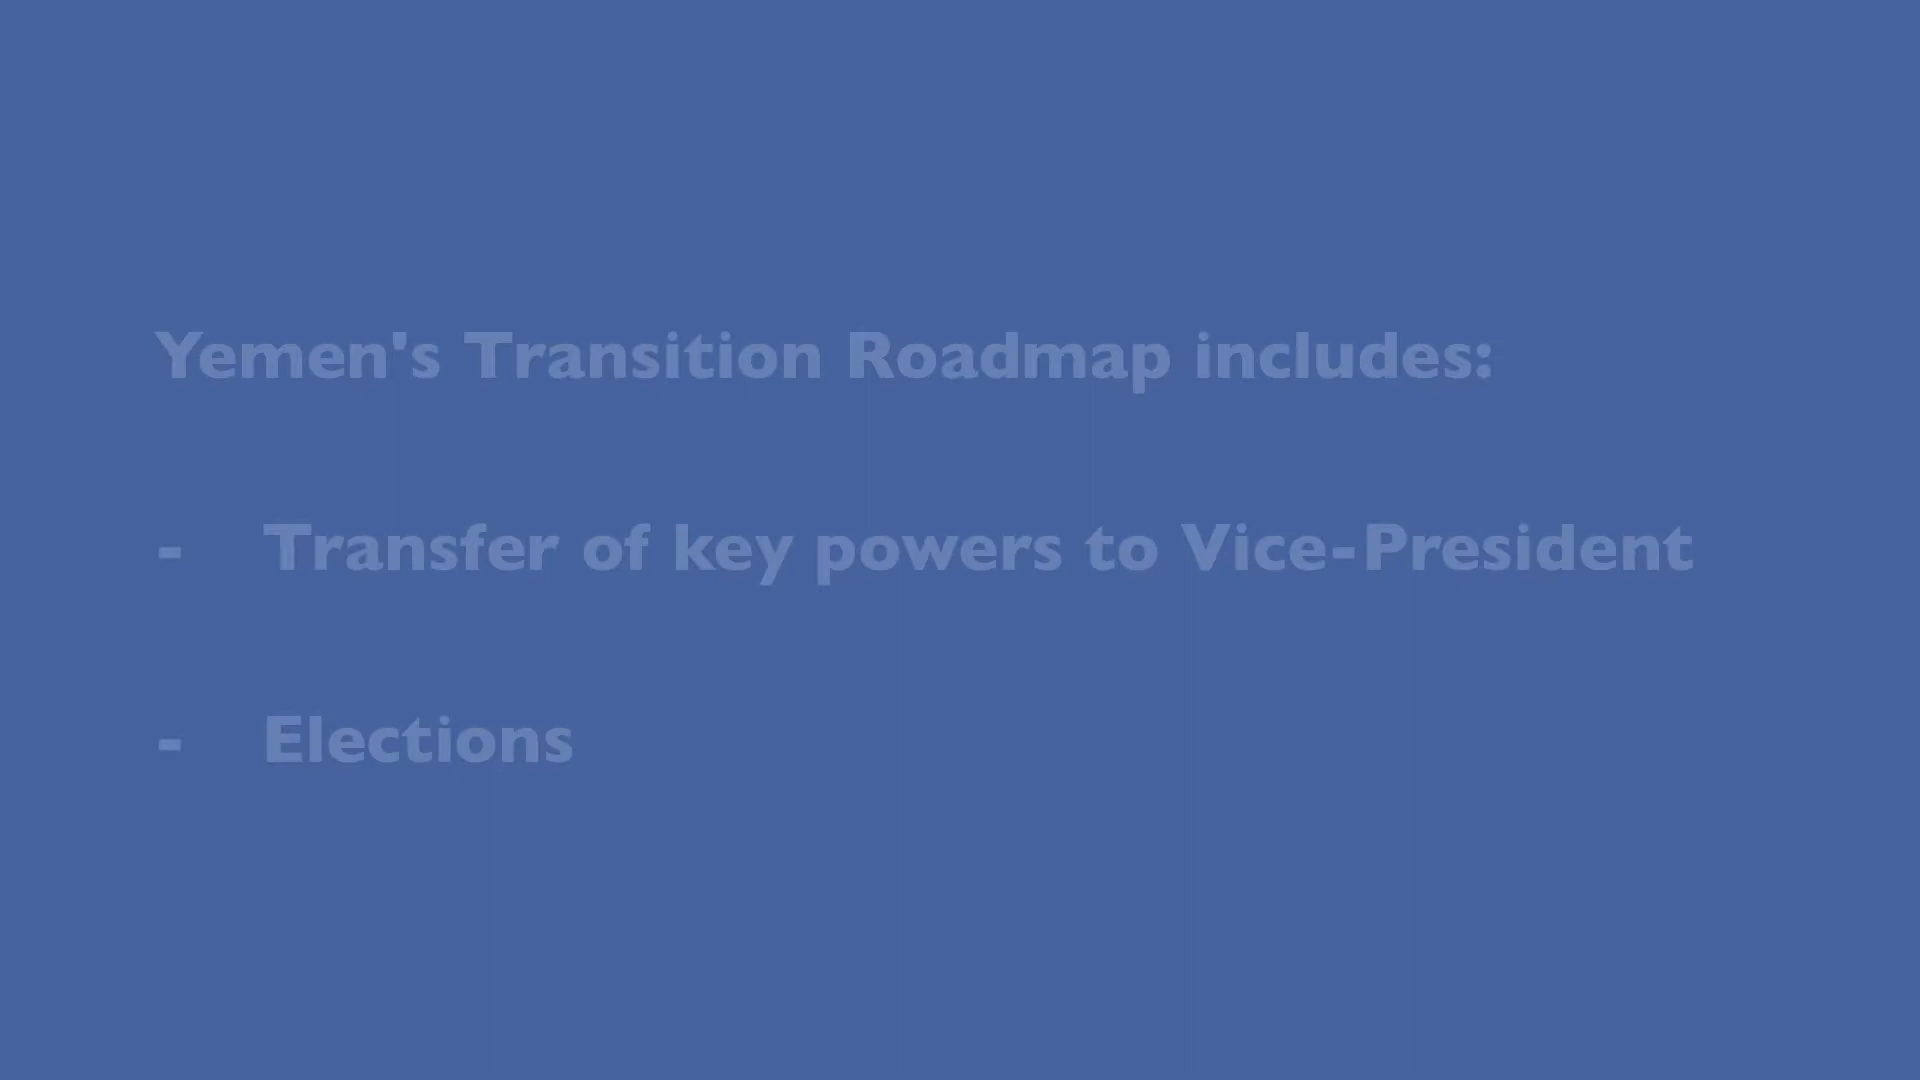 Yemen's Transition Roadmap includes:
- Transfer of key powers to Vice-President
- Elections